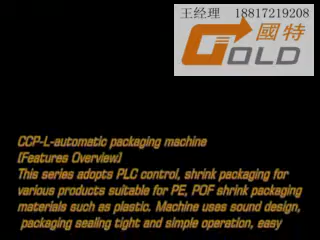 王经理 18817219208
國特
GOLD
CCP-L-automatic packaging machine
[Features Overview]
This series adopts PLC control, shrink packaging for
various products suitable for PE, POF shrink packaging
materials such as plastic. Machine uses sound design,
packaging sealing tight and simple operation, easy